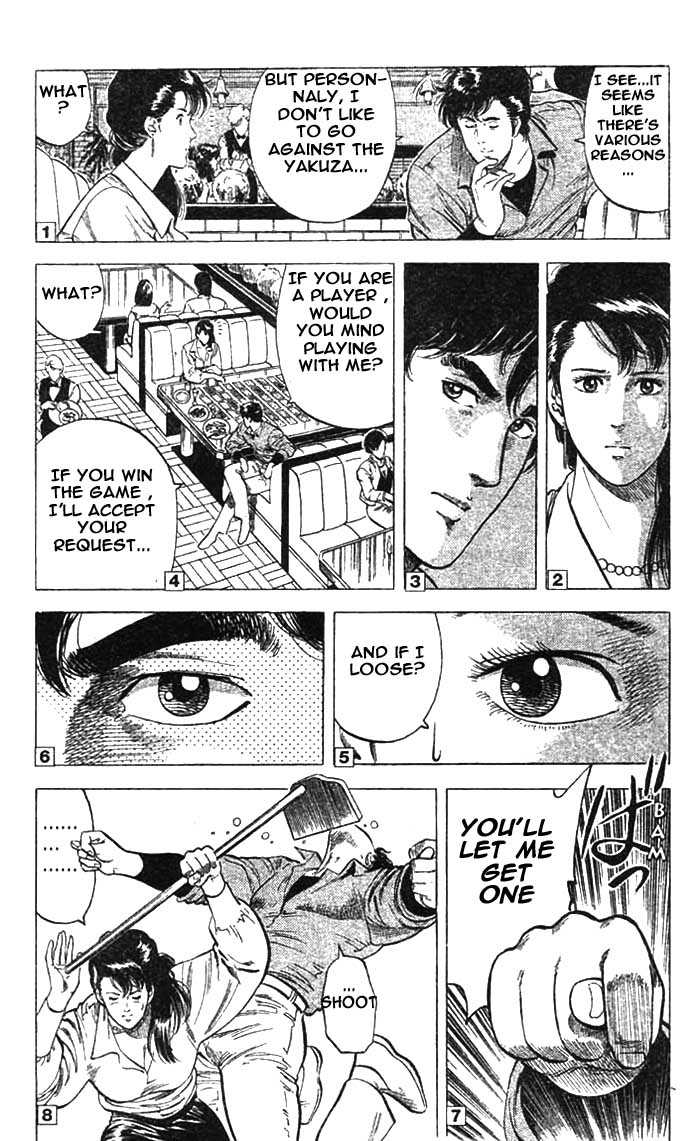 I SEE...IT
SEEMS
LIKE
THERE'S
VARIOUS
REASONS
...
BUT PERSON-
NALY, I
DON'T LIKE
TO GO
AGAINST THE
YAKUZA...
WHAT
?
1
2
3
IF YOU ARE
A PLAYER ,
WOULD
YOU MIND
PLAYING
WITH ME?
WHAT?
IF YOU WIN
THE GAME ,
I'LL ACCEPT
YOUR
REQUEST...
4
AND IF I
LOOSE?
5
6
YOU'LL
LET ME
GET
ONE
ばっ
BAM
7
......
......
......
...
SHOOT
8